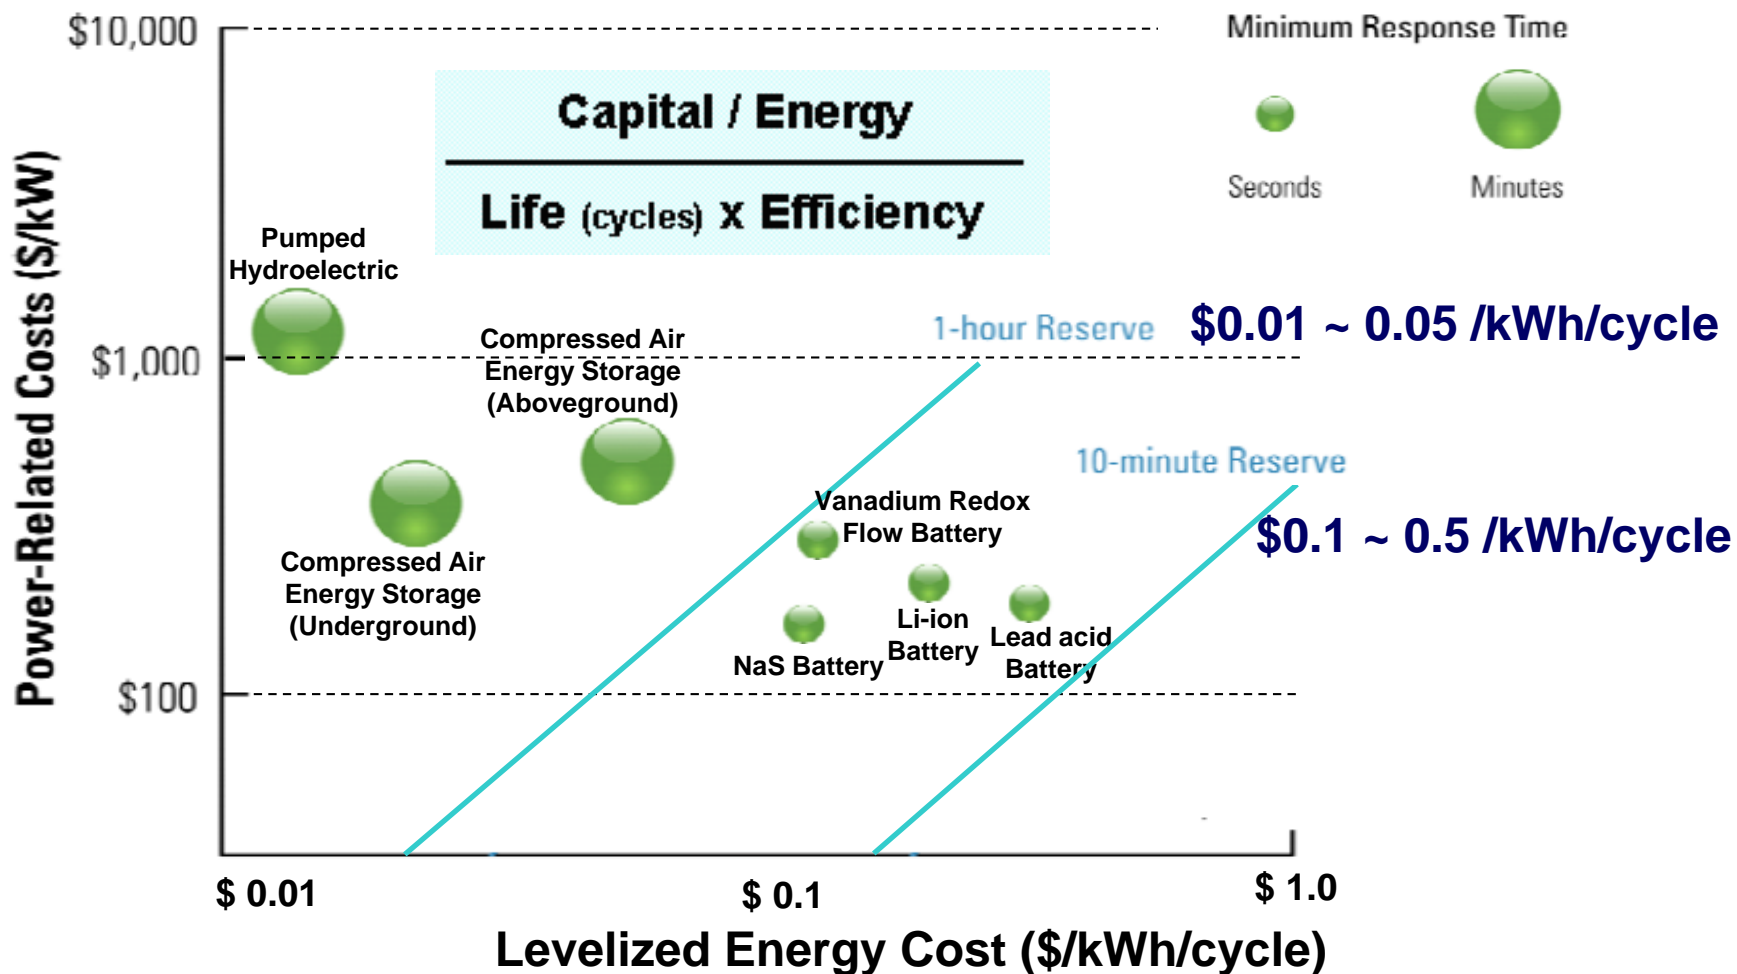 $10,000
Minimum Response Time
Capital / Energy
Life (cycles) x Efficiency
Seconds
Minutes
Power-Related Costs ($/kW)
Pumped
Hydroelectric
1-hour Reserve
$0.01 ~ 0.05 /kWh/cycle
$1,000
Compressed Air
Energy Storage
(Aboveground)
10-minute Reserve
$0.1 ~ 0.5 /kWh/cycle
Vanadium Redox
Flow Battery
Compressed Air
Energy Storage
(Underground)
Li-ion
Battery
Lead acid
Battery
NaS Battery
$100
$ 0.01
$ 0.1
$ 1.0
Levelized Energy Cost ($/kWh/cycle)